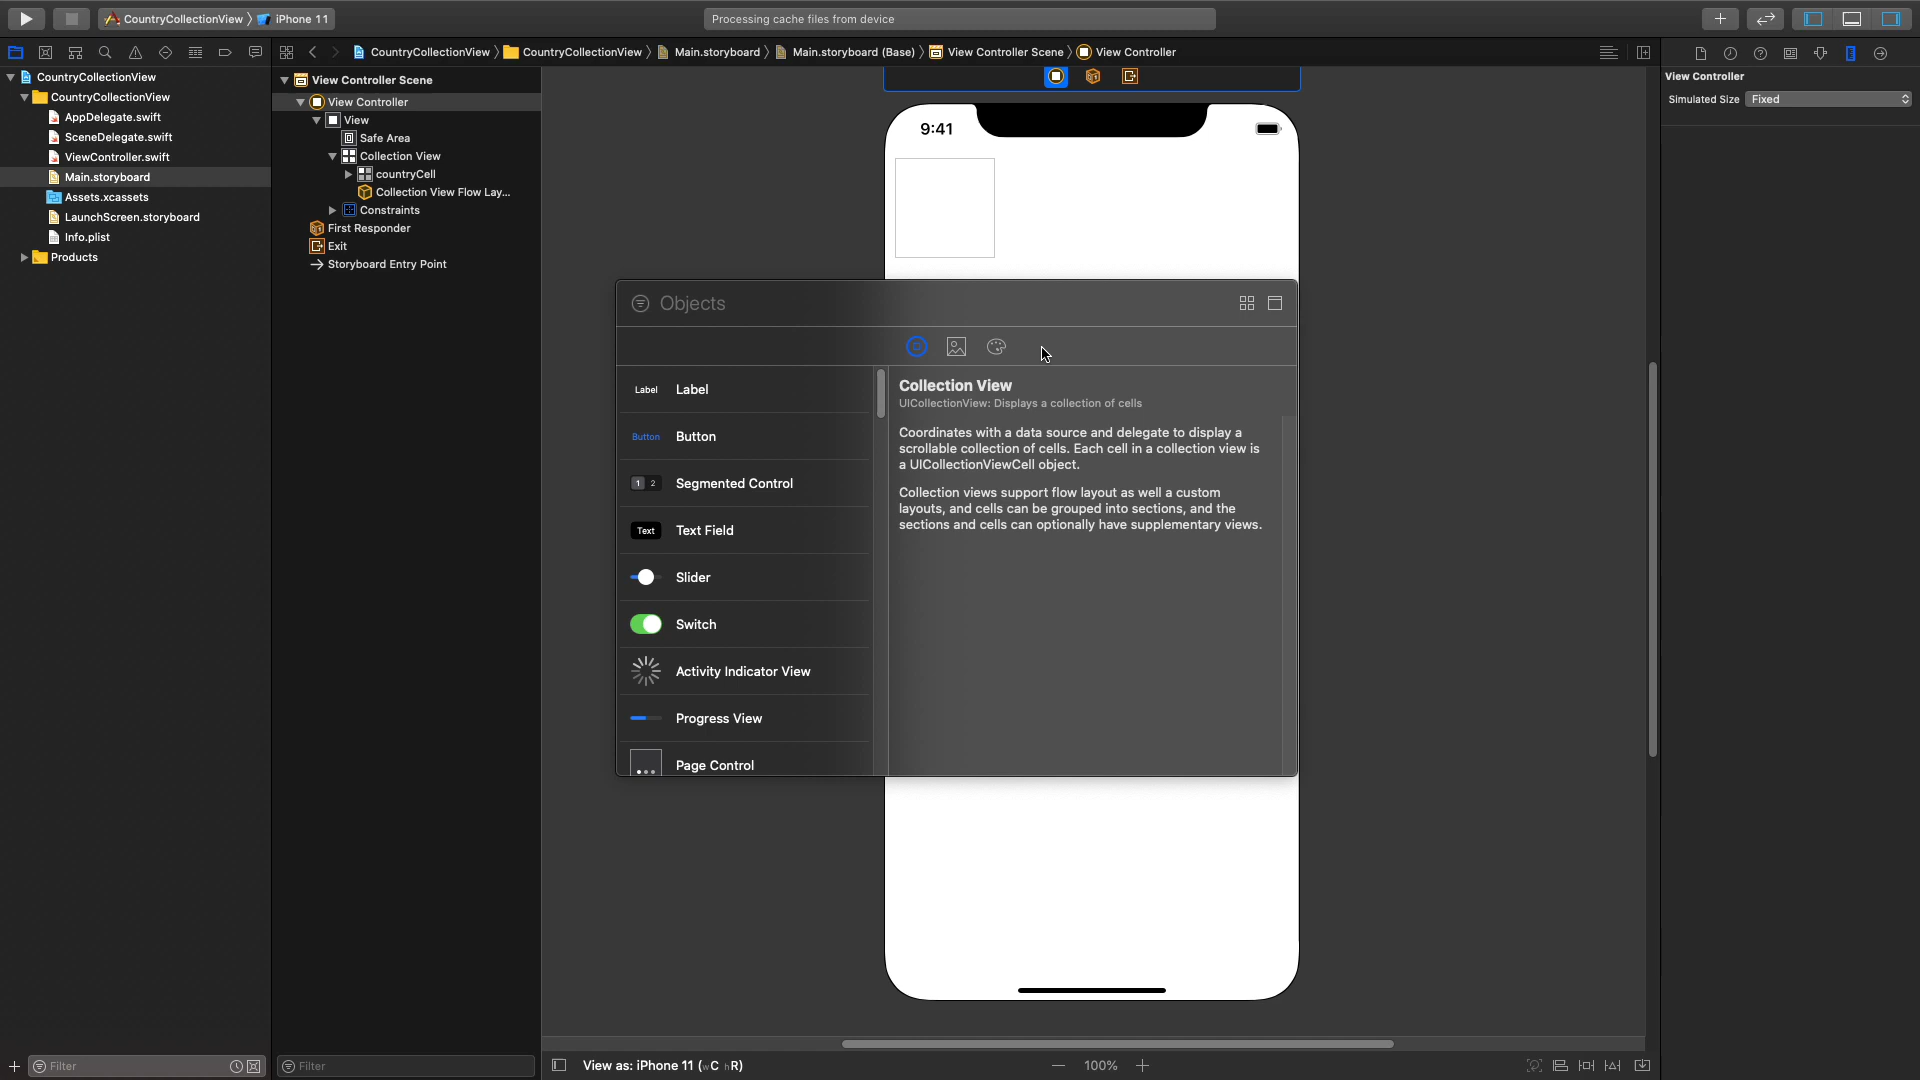 CountryCollectionView iPhone 11
Processing cache files from device
CountryCollectionView CountryCollectionView Main.storyboard Main.storyboard (Base) View Controller Scene View Controller
CountryCollectionView
CountryCollectionView
AppDelegate.swift
SceneDelegate.swift
ViewController.swift
Main.storyboard
Assets.xcassets
LaunchScreen.storyboard
Info.plist
Products
View Controller Scene
View Controller
View
Safe Area
Collection View
countryCell
Collection View Flow Lay...
Constraints
First Responder
Exit
Storyboard Entry Point
9:41
Objects
Label Label
Button Button
1 2 Segmented Control
Text Text Field
Slider
Switch
Activity Indicator View
Progress View
Page Control
Collection View
UICollectionView: Displays a collection of cells
Coordinates with a data source and delegate to display a
scrollable collection of cells. Each cell in a collection view is
a UICollectionViewCell object.
Collection views support flow layout as well a custom
layouts, and cells can be grouped into sections, and the
sections and cells can optionally have supplementary views.
View Controller
Simulated Size Fixed
Filter
Filter
View as: iPhone 11 (wC hR)
100%